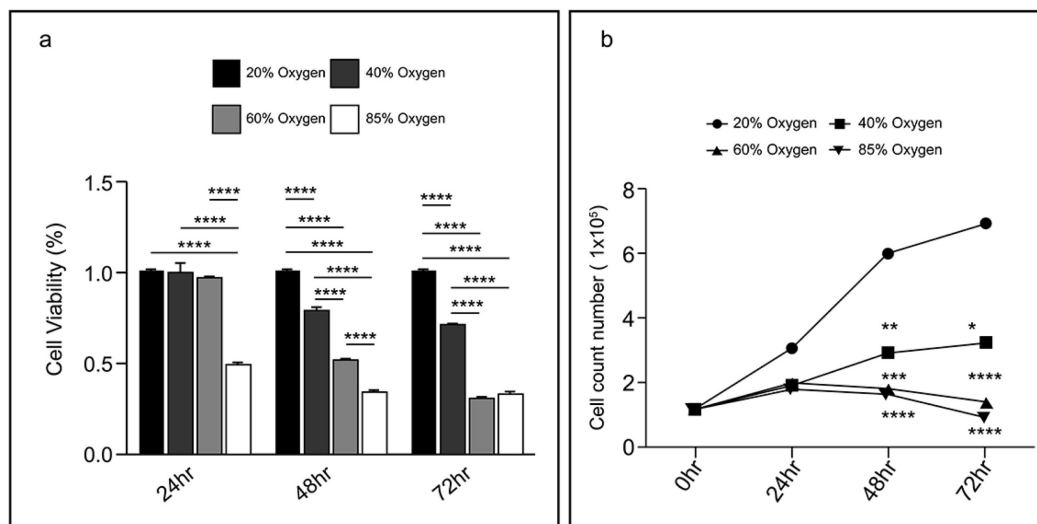 a
20% Oxygen 40% Oxygen
60% Oxygen 85% Oxygen
Cell Viability (%)
1.5
1.0
0.5
0.0
****
****
****
****
****
****
****
****
****
****
****
****
****
****
24hr
48hr
72hr
b
20% Oxygen 40% Oxygen
60% Oxygen 85% Oxygen
Cell count number ( 1x10⁵)
8
6
4
2
0
** *
*** ****
****
****
0hr
24hr
48hr
72hr